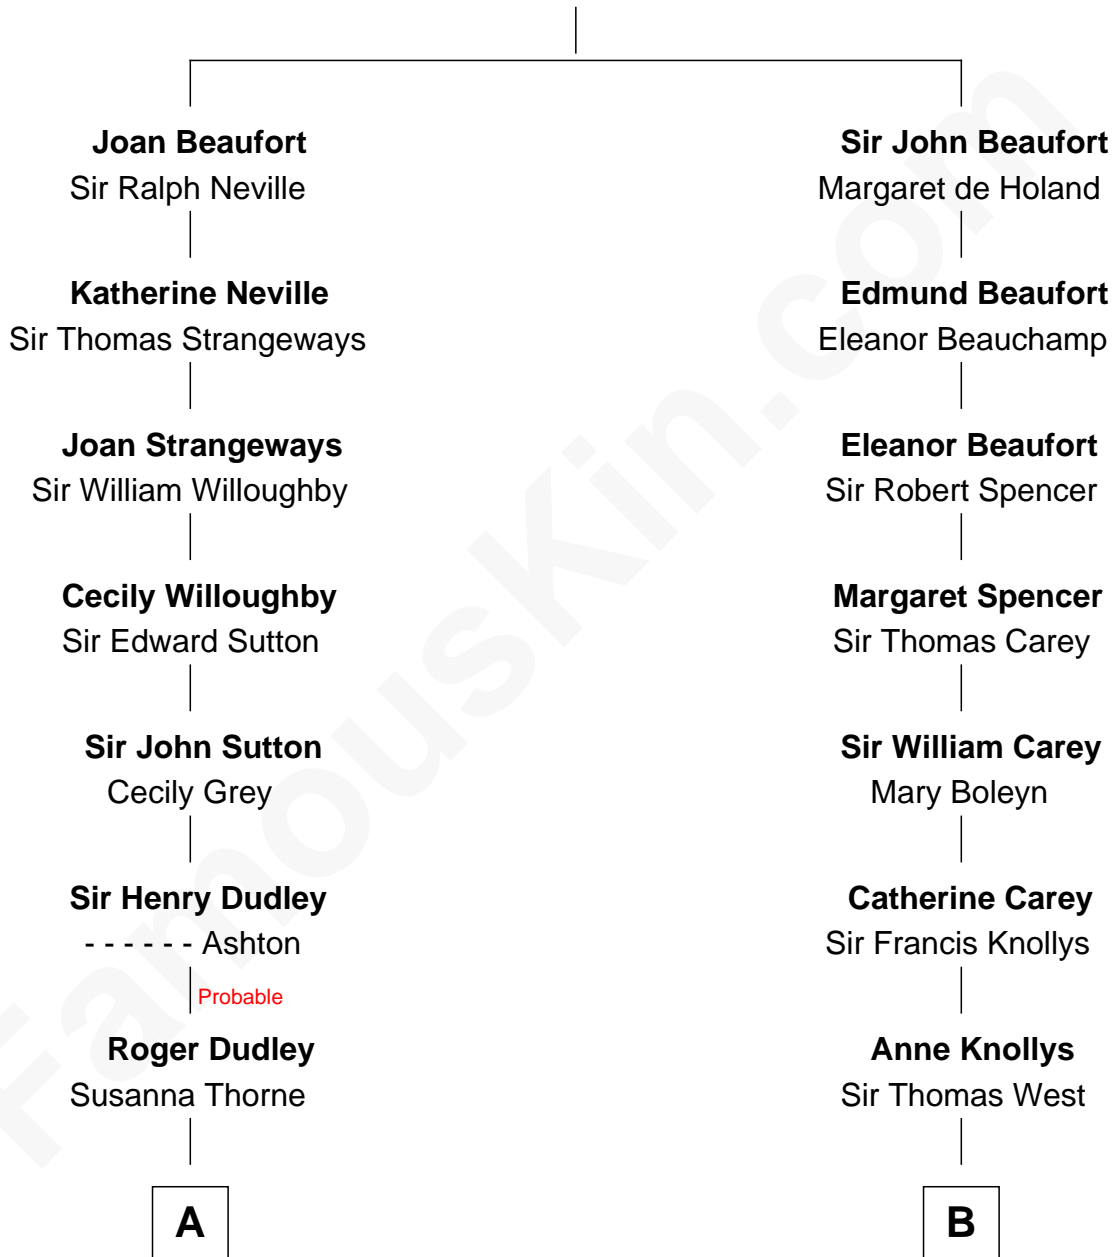 Joan Beaufort
Sir Ralph Neville
Katherine Neville
Sir Thomas Strangeways
Joan Strangeways
Sir William Willoughby
Cecily Willoughby
Sir Edward Sutton
Sir John Sutton
Cecily Grey
Sir Henry Dudley
- - - - - - Ashton
Probable
Roger Dudley
Susanna Thorne
A
Sir John Beaufort
Margaret de Holand
Edmund Beaufort
Eleanor Beauchamp
Eleanor Beaufort
Sir Robert Spencer
Margaret Spencer
Sir Thomas Carey
Sir William Carey
Mary Boleyn
Catherine Carey
Sir Francis Knollys
Anne Knollys
Sir Thomas West
B
FamousKin.com